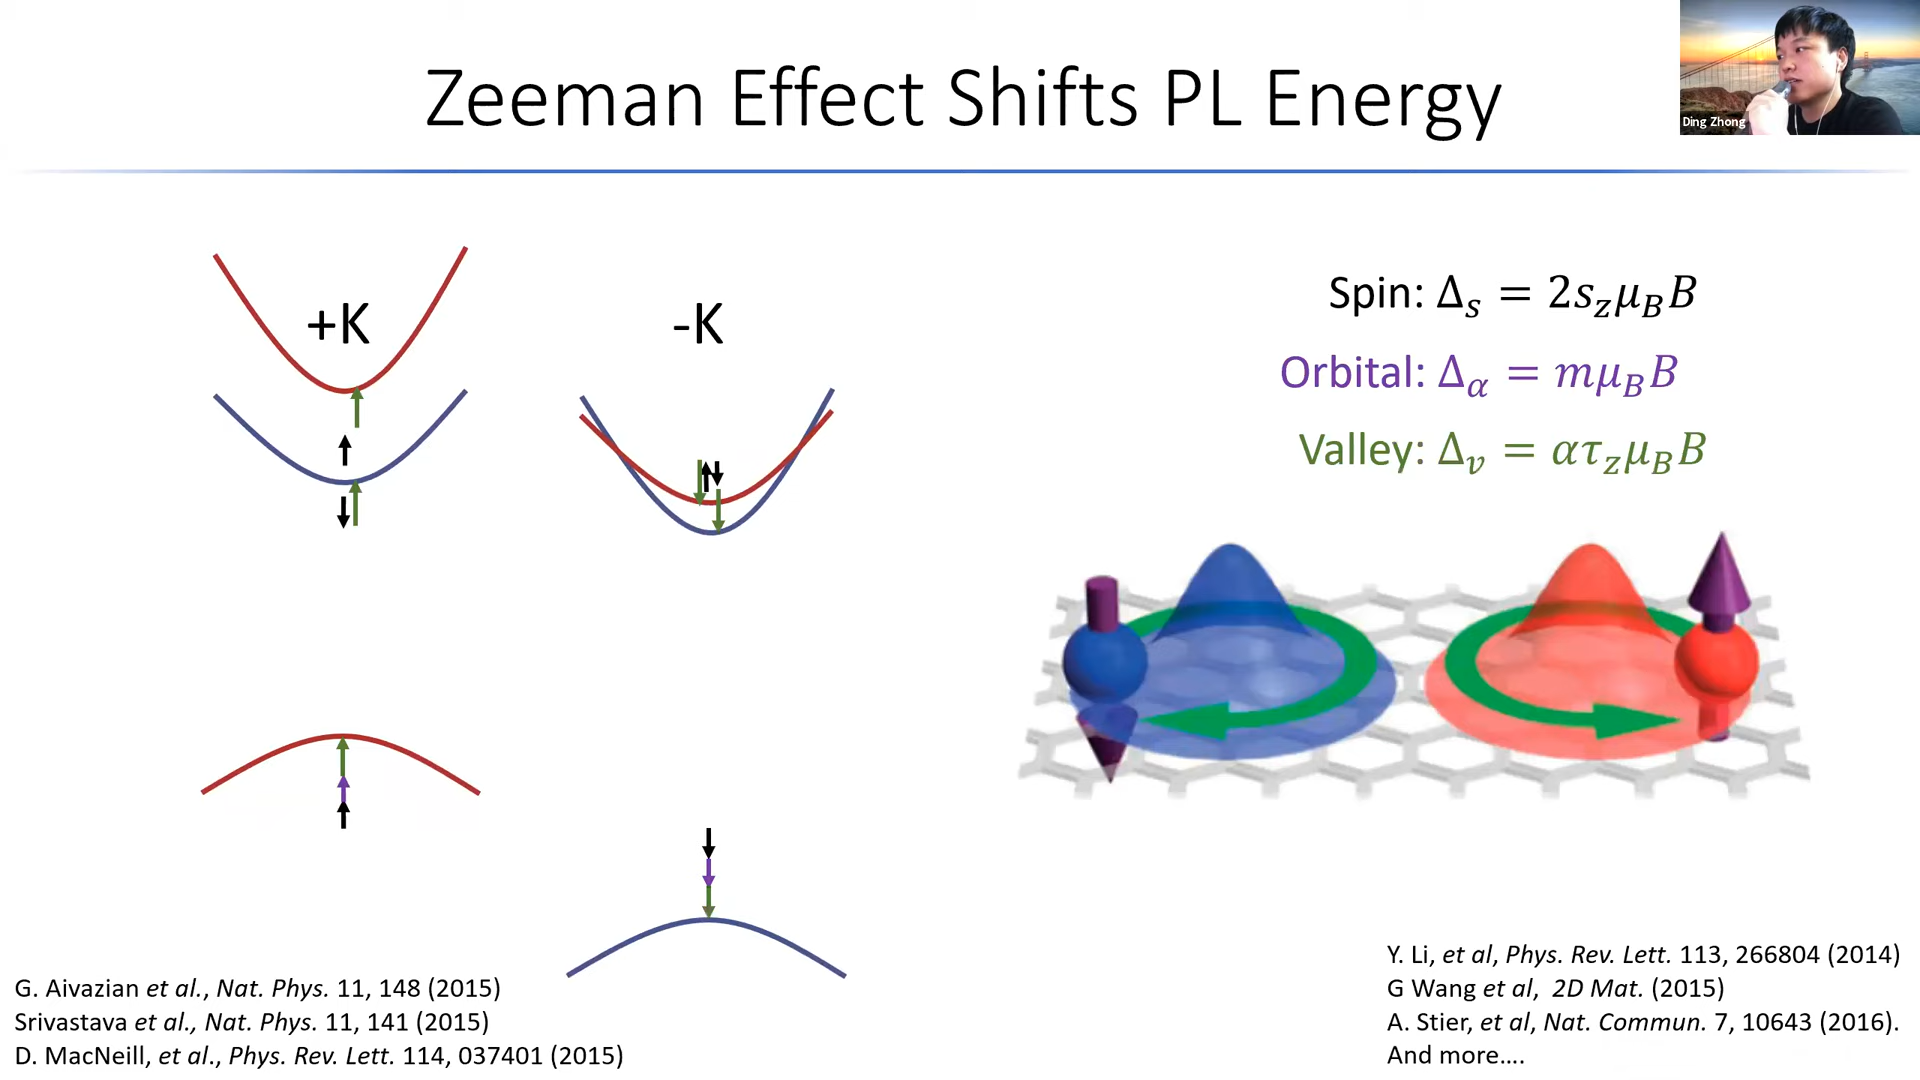 Zeeman Effect Shifts PL Energy
Ding Zhong
+K
-K
Spin: Δ_s = 2s_zμ_BB
Orbital: Δ_α = mμ_BB
Valley: Δ_v = ατ_zμ_BB
G. Aivazian et al., Nat. Phys. 11, 148 (2015)
Srivastava et al., Nat. Phys. 11, 141 (2015)
D. MacNeill, et al., Phys. Rev. Lett. 114, 037401 (2015)
Y. Li, et al, Phys. Rev. Lett. 113, 266804 (2014)
G Wang et al, 2D Mat. (2015)
A. Stier, et al, Nat. Commun. 7, 10643 (2016).
And more....